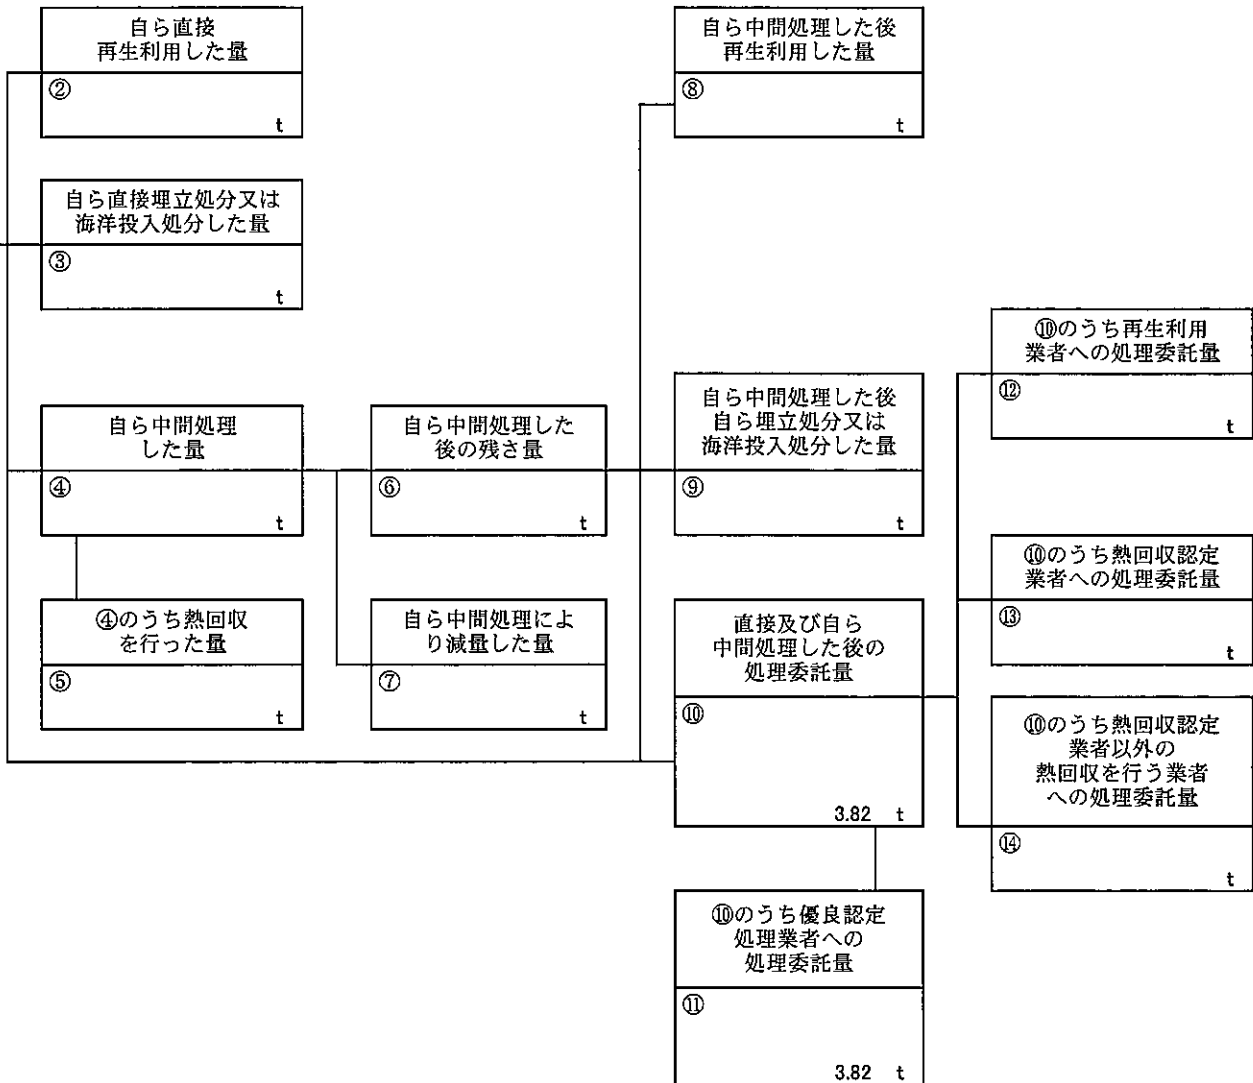 自ら直接
再生利用した量
②
t
自ら中間処理した後
再生利用した量
⑧
t
自ら直接埋立処分又は
海洋投入処分した量
③
t
⑩のうち再生利用
業者への処理委託量
⑫
t
自ら中間処理
した量
④
t
自ら中間処理した
後の残さ量
⑥
t
自ら中間処理した後
自ら埋立処分又は
海洋投入処分した量
⑨
t
⑩のうち熱回収認定
業者への処理委託量
⑬
t
④のうち熱回収
を行った量
⑤
t
自ら中間処理によ
り減量した量
⑦
t
直接及び自ら
中間処理した後の
処理委託量
⑩
3.82 t
⑩のうち熱回収認定
業者以外の
熱回収を行う業者
への処理委託量
⑭
t
⑩のうち優良認定
処理業者への
処理委託量
⑪
3.82 t